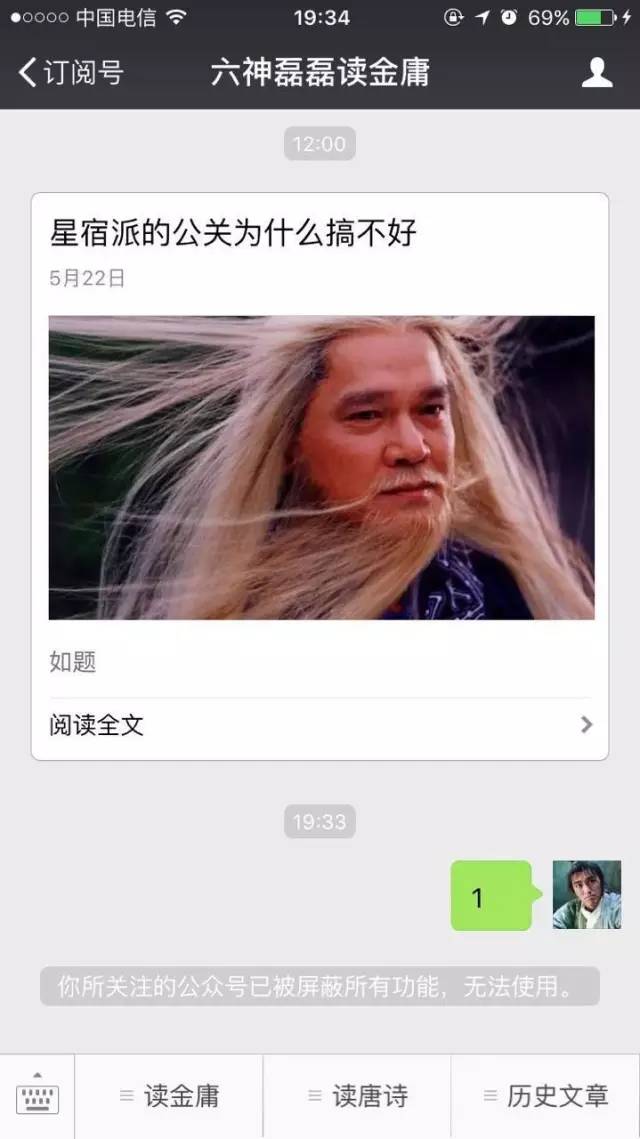 中国电信 19:34 69%
订阅号 六神磊磊读金庸
12:00
星宿派的公关为什么搞不好
5月22日
如题
阅读全文
19:33
1
你所关注的公众号已被屏蔽所有功能，无法使用。
读金庸 读唐诗 历史文章